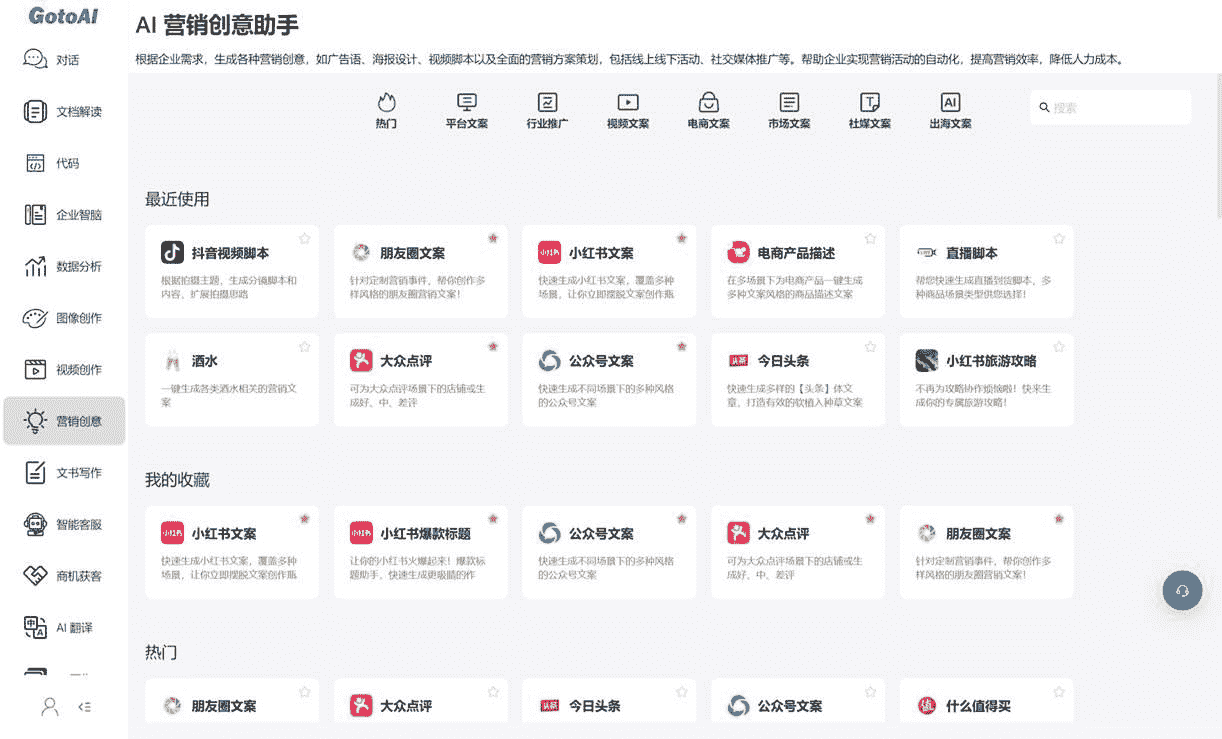 GotoAI
对话
文档解读
代码
企业智脑
数据分析
图像创作
视频创作
营销创意
文书写作
智能客服
商机获客
AI 翻译
AI 营销创意助手
根据企业需求，生成各种营销创意，如广告语、海报设计、视频脚本以及全面的营销方案策划，包括线上线下活动、社交媒体推广等。帮助企业实现营销活动的自动化，提高营销效率，降低人力成本。
热门
平台文案
行业推广
视频文案
电商文案
市场文案
社媒文案
出海文案
搜索
最近使用
抖音视频脚本
根据拍摄主题，生成分镜脚本和
内容，扩展拍摄思路
朋友圈文案
针对定制营销事件，帮你创作多
样风格的朋友圈营销文案！
小红书
小红书文案
快速生成小红书文案，覆盖多种
场景，让你立即摆脱文案创作瓶
电商产品描述
在多场景下为电商产品一键生成
多种文案风格的商品描述文案
直播脚本
帮您快速生成直播到货脚本，多
种商品场景类型供您选择！
酒水
一键生成各类酒水相关的营销文
案
大众点评
可为大众点评场景下的店铺或生
成好、中、差评
公众号文案
快速生成不同场景下的多种风格
的公众号文案
头条
今日头条
快速生成多样的【头条】体文
章，打造有效的软植入种草文案
小红书旅游攻略
不再为攻略协作烦恼啦！快来生
成你的专属旅游攻略！
我的收藏
小红书
小红书文案
快速生成小红书文案，覆盖多种
场景，让你立即摆脱文案创作瓶
小红书
小红书爆款标题
让你的小红书火爆起来！爆款标
题助手，快速生成更吸睛的作
公众号文案
快速生成不同场景下的多种风格
的公众号文案
大众点评
可为大众点评场景下的店铺或生
成好、中、差评
朋友圈文案
针对定制营销事件，帮你创作多
样风格的朋友圈营销文案！
热门
朋友圈文案
大众点评
头条
今日头条
公众号文案
值
什么值得买